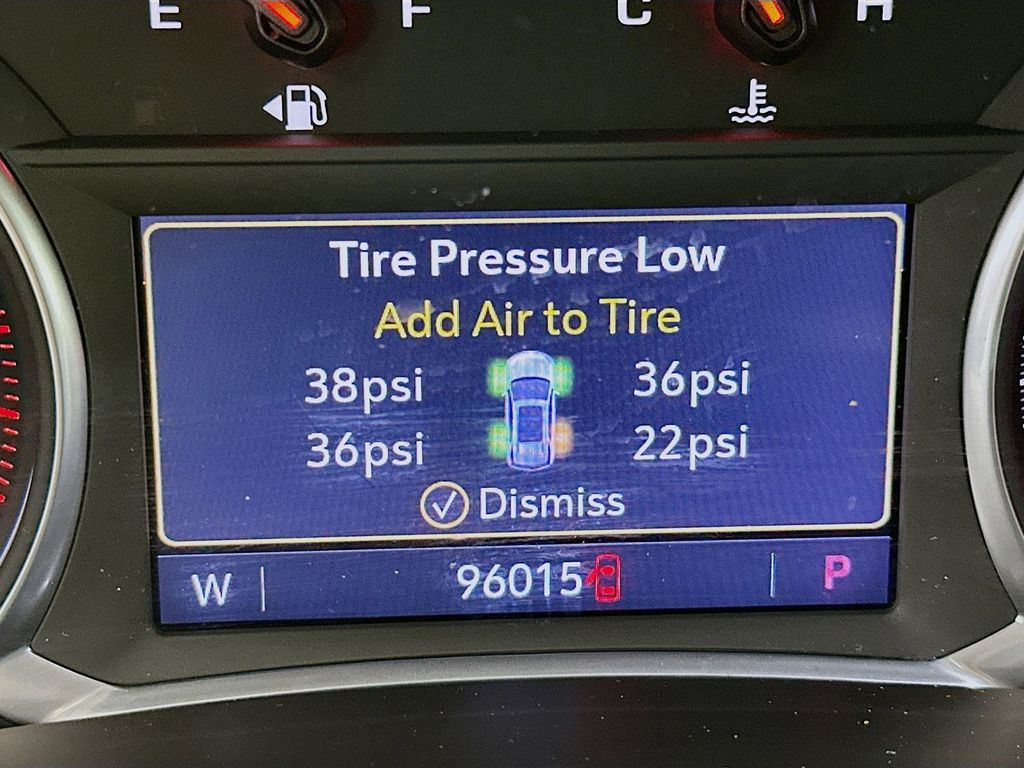 E F C H
Tire Pressure Low
Add Air to Tire
38psi 36psi
36psi 22psi
Dismiss
W 96015 P